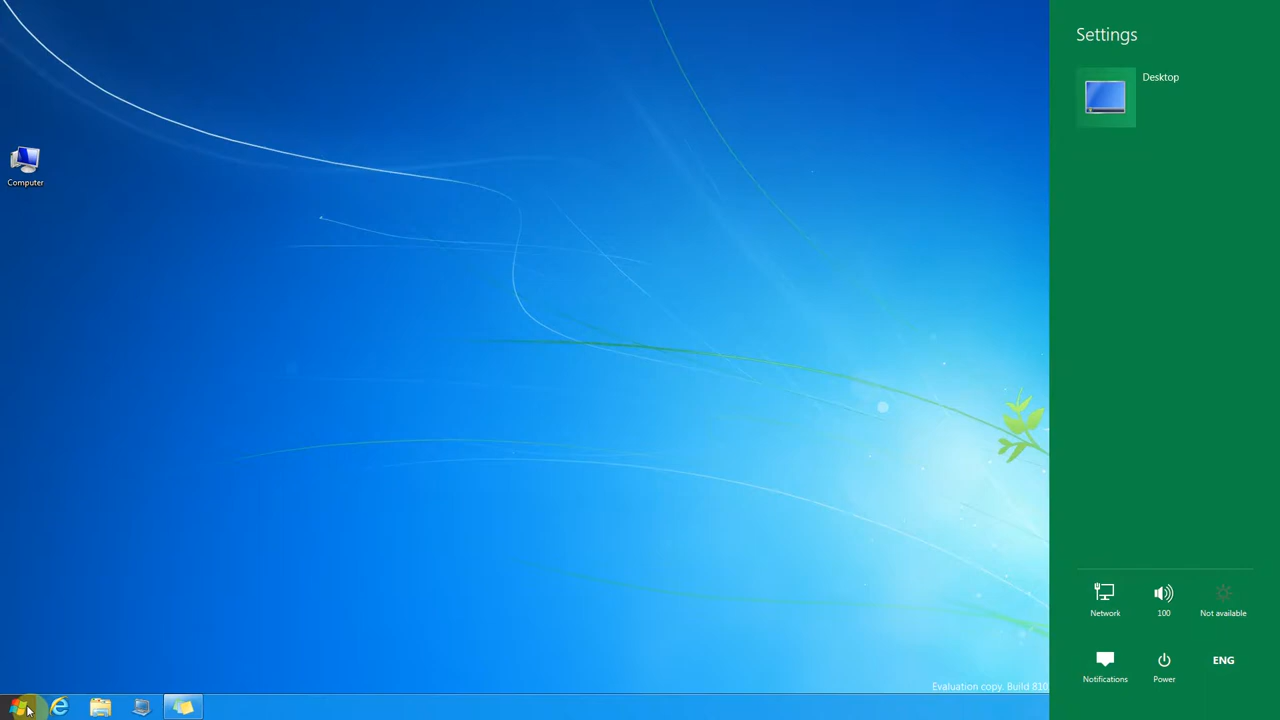 Settings
Desktop
Computer
Network
100
Not available
Notifications
Power
ENG
Evaluation copy. Build 810